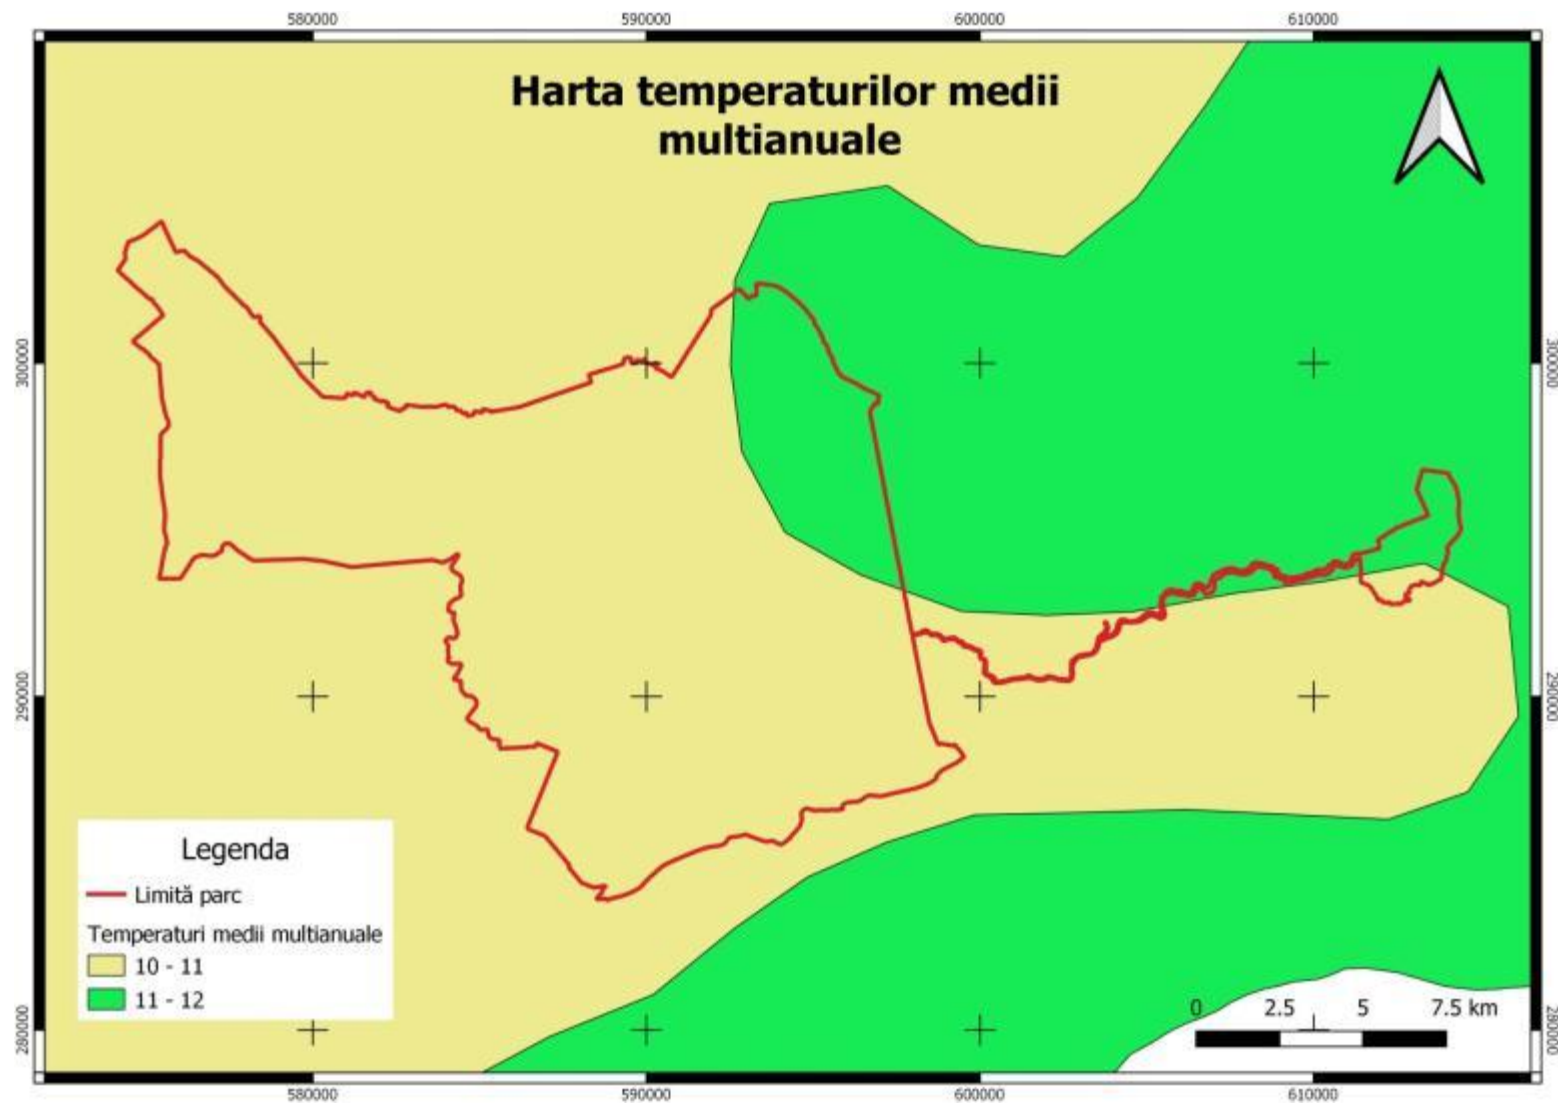 580000 590000 600000 610000
Harta temperaturilor medii
multianuale
300000 300000
290000 290000
Legenda
Limită parc
Temperaturi medii multianuale
10 - 11
11 - 12
0 2.5 5 7.5 km
280000 280000
580000 590000 600000 610000